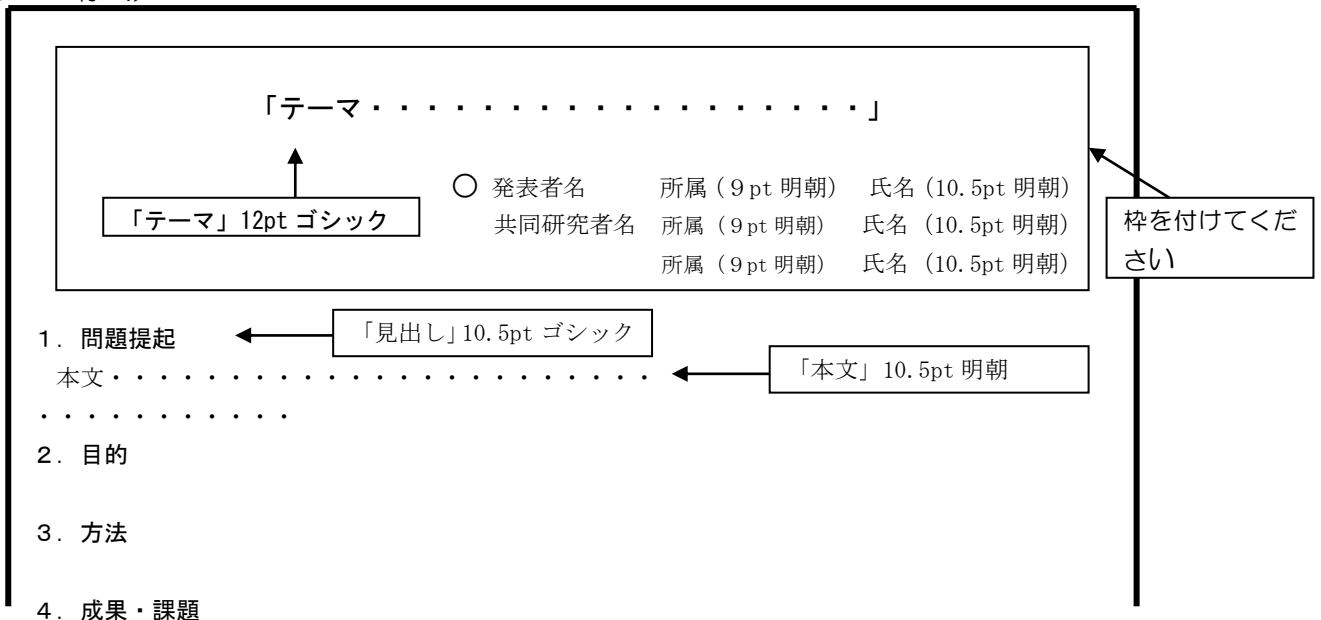 「テーマ・・・・・・・・・・・・・・・・・・」
○ 発表者名 所属(9pt 明朝) 氏名(10.5pt 明朝)
「テーマ」12pt ゴシック
共同研究者名 所属(9pt 明朝) 氏名(10.5pt 明朝)
枠を付けてくだ
さい
所属(9pt 明朝) 氏名(10.5pt 明朝)
1.問題提起
「見出し」10.5pt ゴシック
本文・・・・・・・・・・・・・・・・・・・・・・・
「本文」10.5pt 明朝
・・・・・・・・・・・
2.目的
3.方法
4.成果・課題